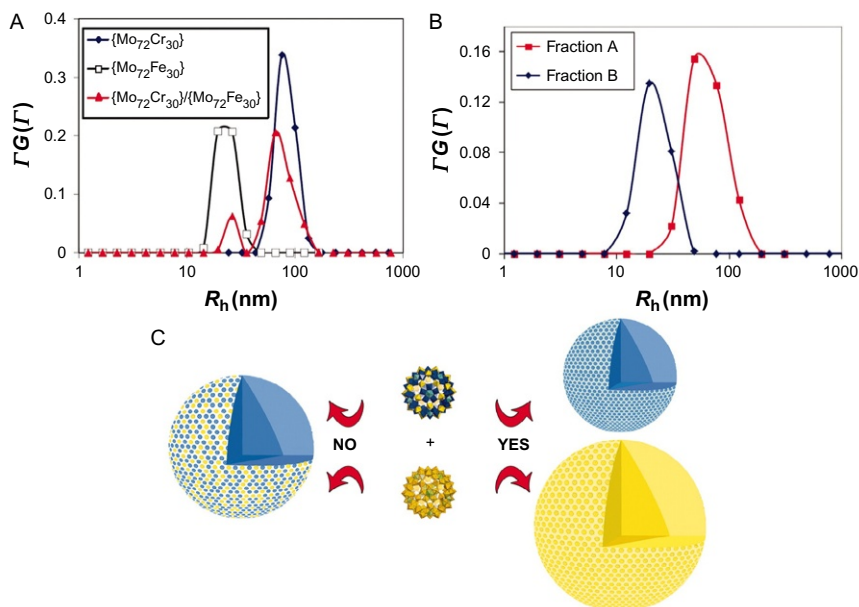 A
ΓG(Γ)
0.4
0.3
0.2
0.1
0
{Mo72Cr30}
{Mo72Fe30}
{Mo72Cr30}/{Mo72Fe30}
1 10 100 1000
Rh (nm)
B
ΓG(Γ)
0.16
0.12
0.08
0.04
0
Fraction A
Fraction B
1 10 100 1000
Rh (nm)
C
NO + YES